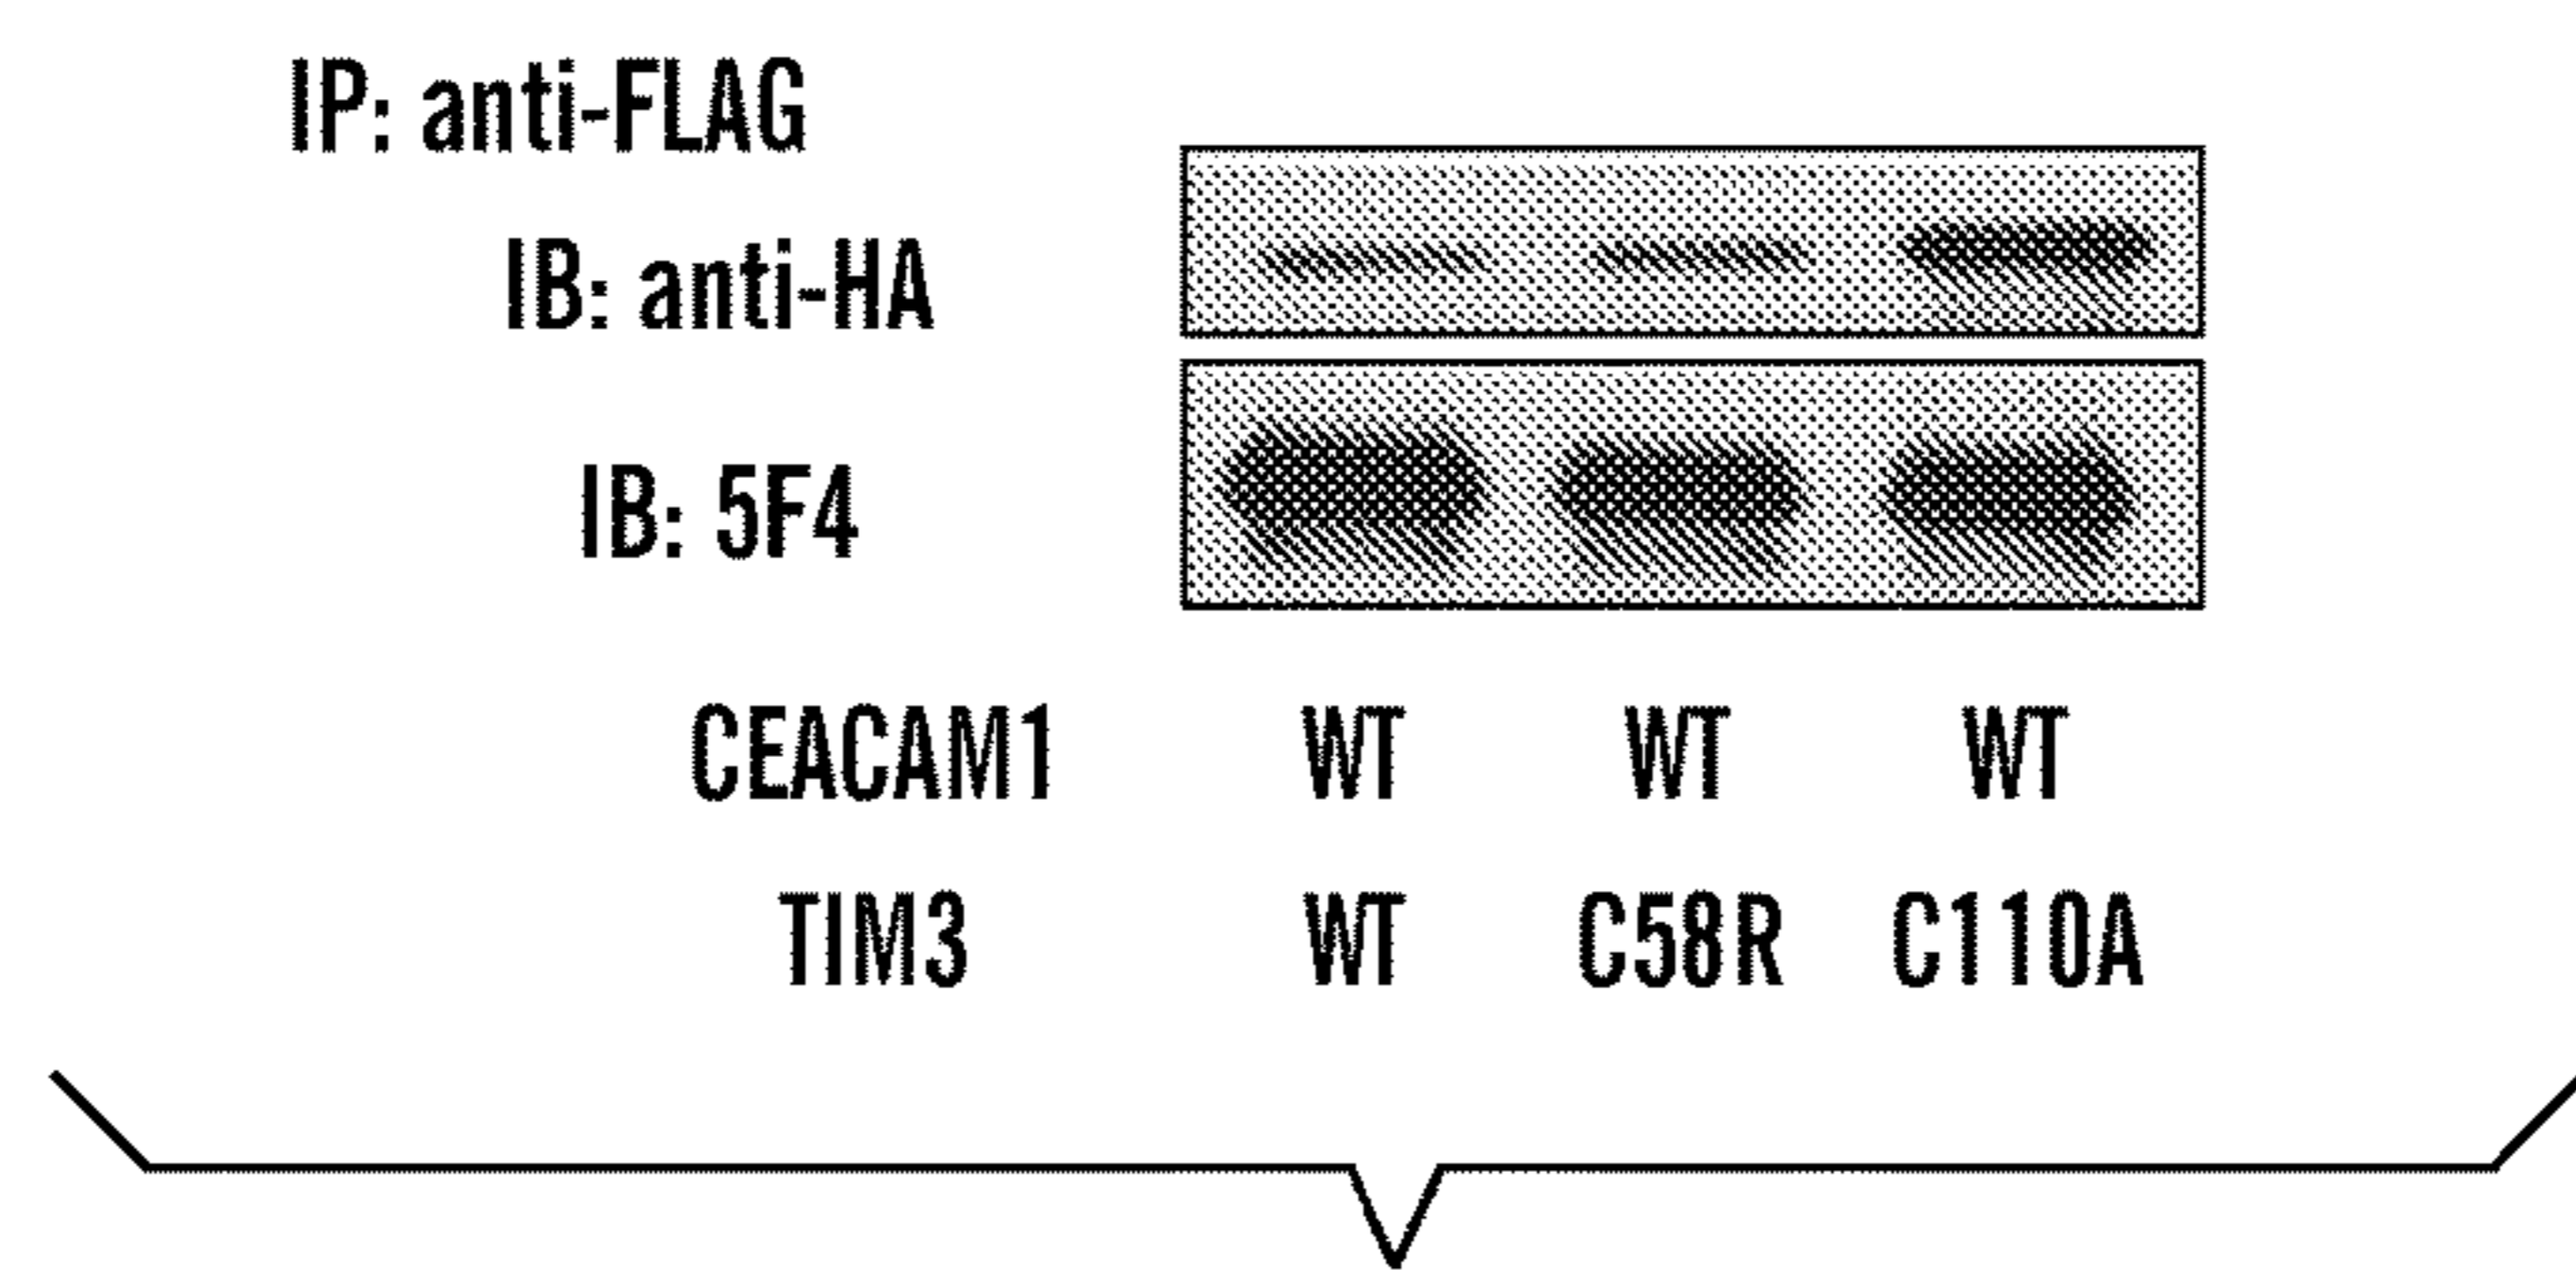 IP: anti-FLAG
IB: anti-HA
IB: 5F4
CEACAM1 WT WT WT
TIM3 WT C58R C110A